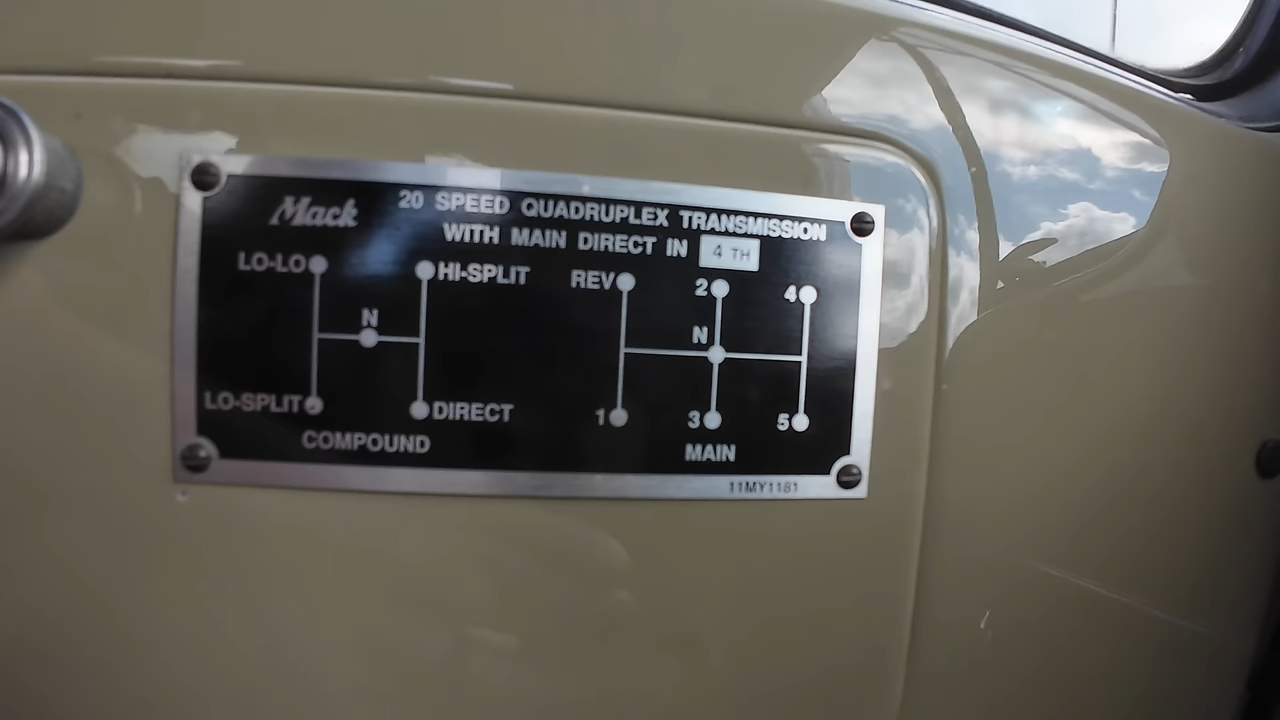 Mack
20 SPEED QUADRUPLEX TRANSMISSION
WITH MAIN DIRECT IN 4 TH
LO-LO HI-SPLIT REV 2 4
N N
LO-SPLIT DIRECT 1 3 5
COMPOUND MAIN
11MY1181